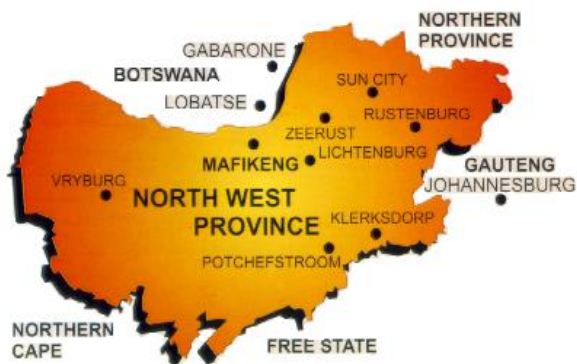 NORTHERN
PROVINCE
GABARONE
BOTSWANA
SUN CITY
LOBATSE
RUSTENBURG
ZEERUST
MAFIKENG
LICHTENBURG
GAUTENG
JOHANNESBURG
VRYBURG
NORTH WEST
PROVINCE
KLERKSDORP
POTCHEFSTROOM
NORTHERN
CAPE
FREE STATE